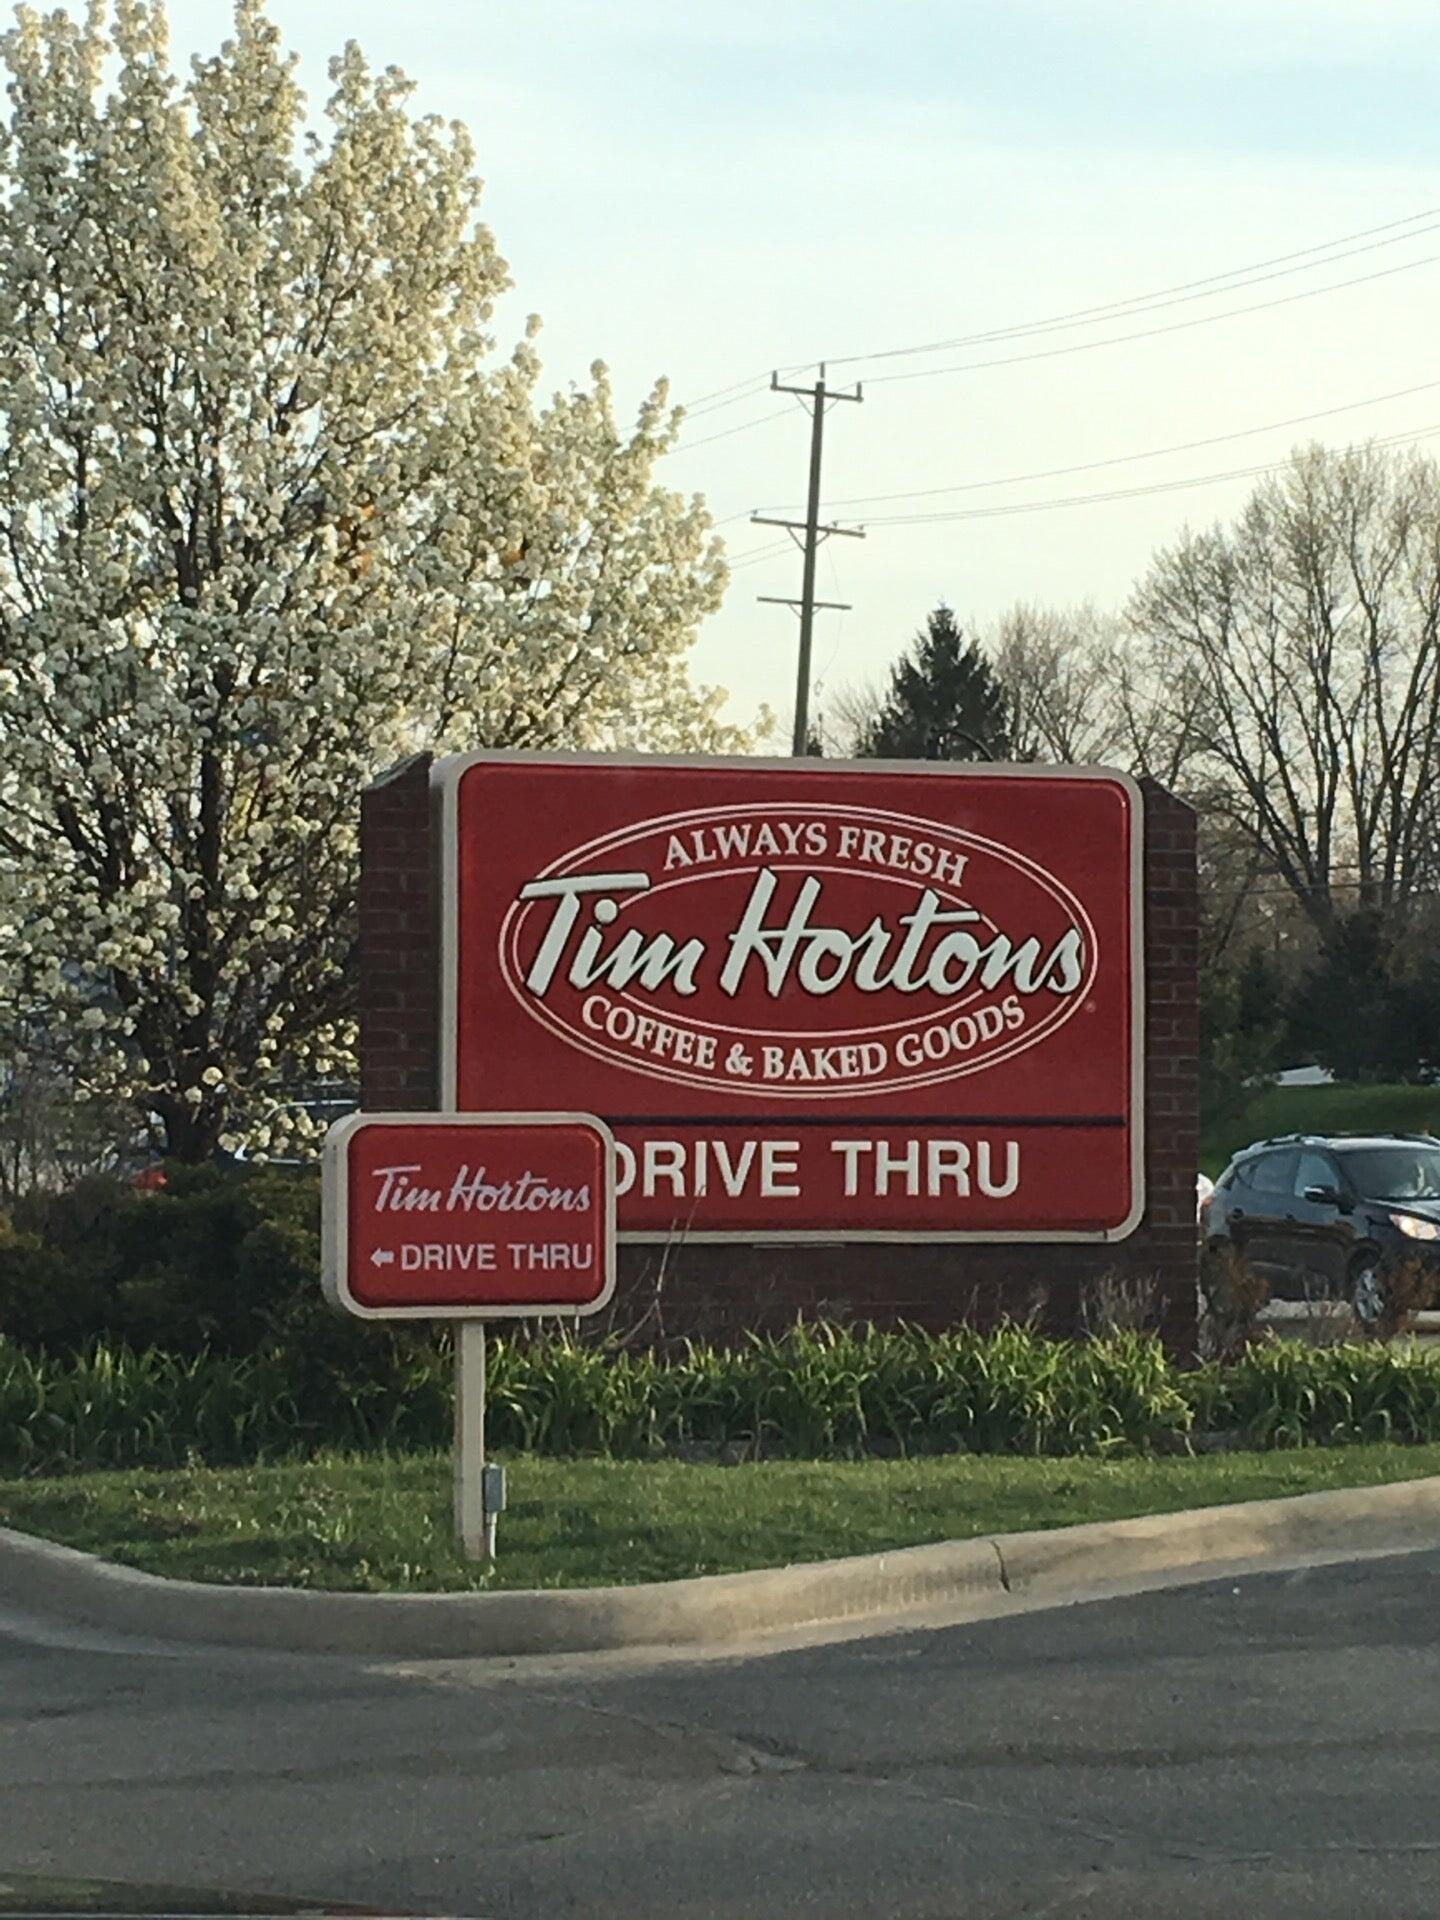 ALWAYS FRESH
Tim Hortons
COFFEE & BAKED GOODS
DRIVE THRU
Tim Hortons
DRIVE THRU